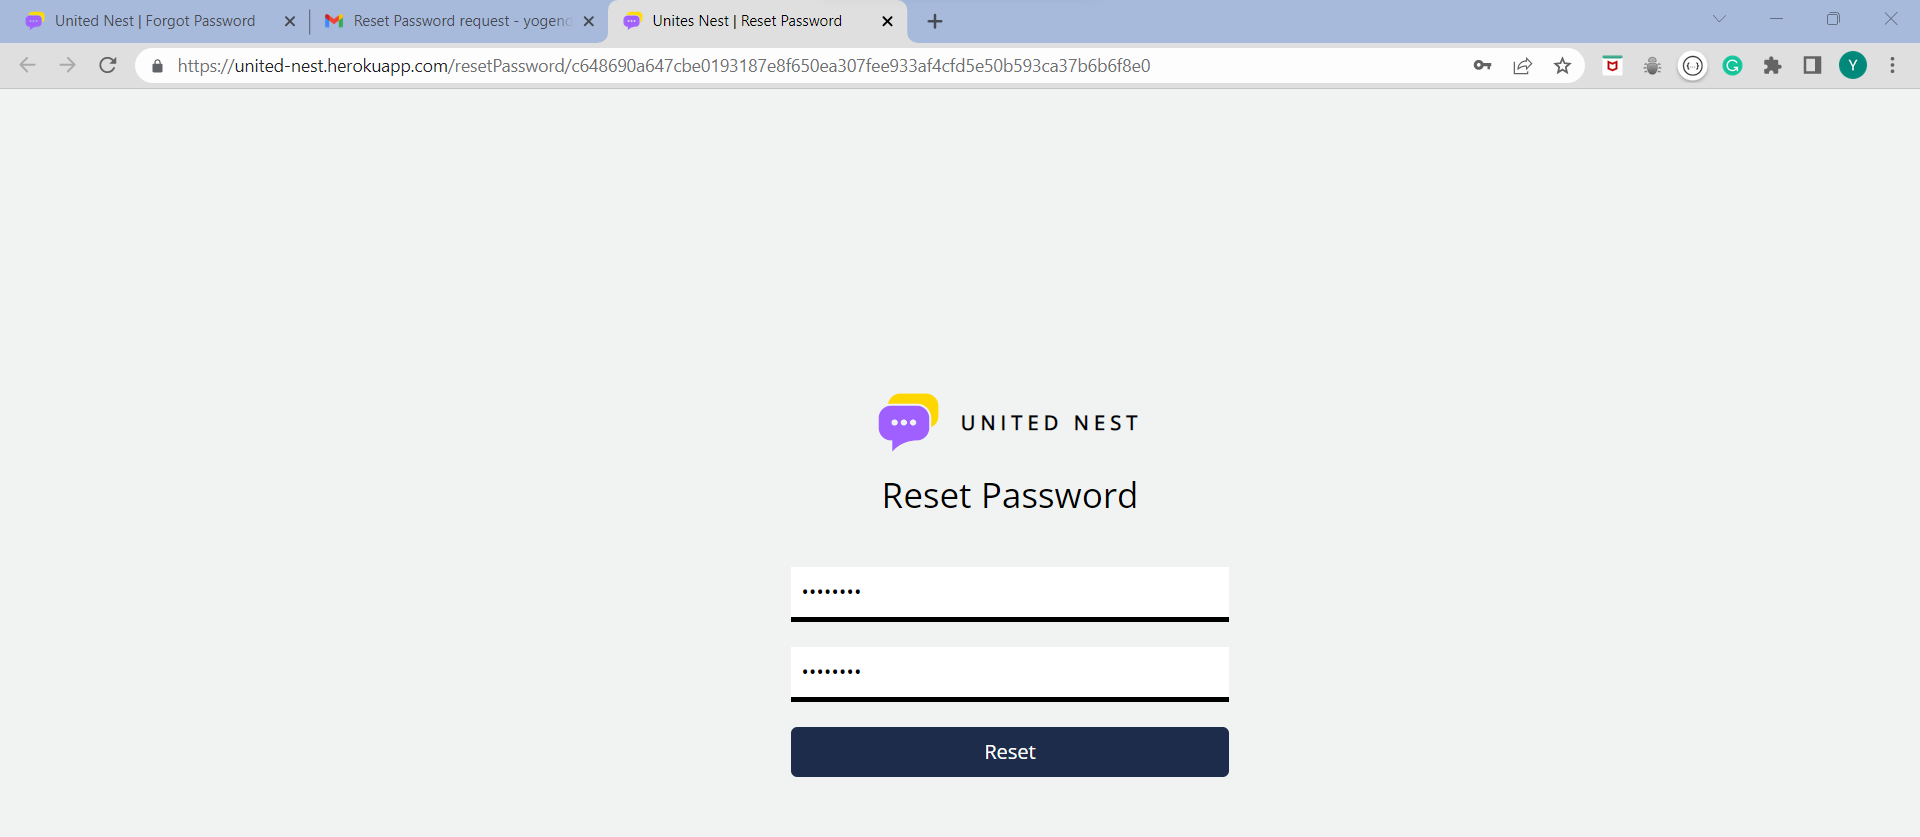 United Nest | Forgot Password
Reset Password request - yogend
Unites Nest | Reset Password
https://united-nest.herokuapp.com/resetPassword/c648690a647cbe0193187e8f650ea307fee933af4cfd5e50b593ca37b6b6f8e0
Y
UNITED NEST
Reset Password
••••••••
••••••••
Reset